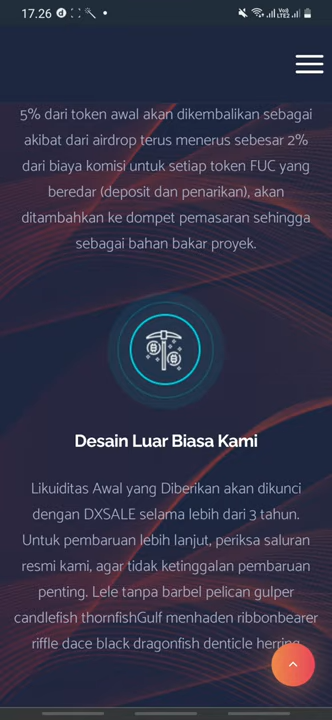 17.26
Vo)) LTE2
5% dari token awal akan dikembalikan sebagai
akibat dari airdrop terus menerus sebesar 2%
dari biaya komisi untuk setiap token FUC yang
beredar (deposit dan penarikan), akan
ditambahkan ke dompet pemasaran sehingga
sebagai bahan bakar proyek.
Desain Luar Biasa Kami
Likuiditas Awal yang Diberikan akan dikunci
dengan DXSALE selama lebih dari 3 tahun.
Untuk pembaruan lebih lanjut, periksa saluran
resmi kami, agar tidak ketinggalan pembaruan
penting. Lele tanpa barbel pelican gulper
candlefish thornfishGulf menhaden ribbonbearer
riffle dace black dragonfish denticle herring